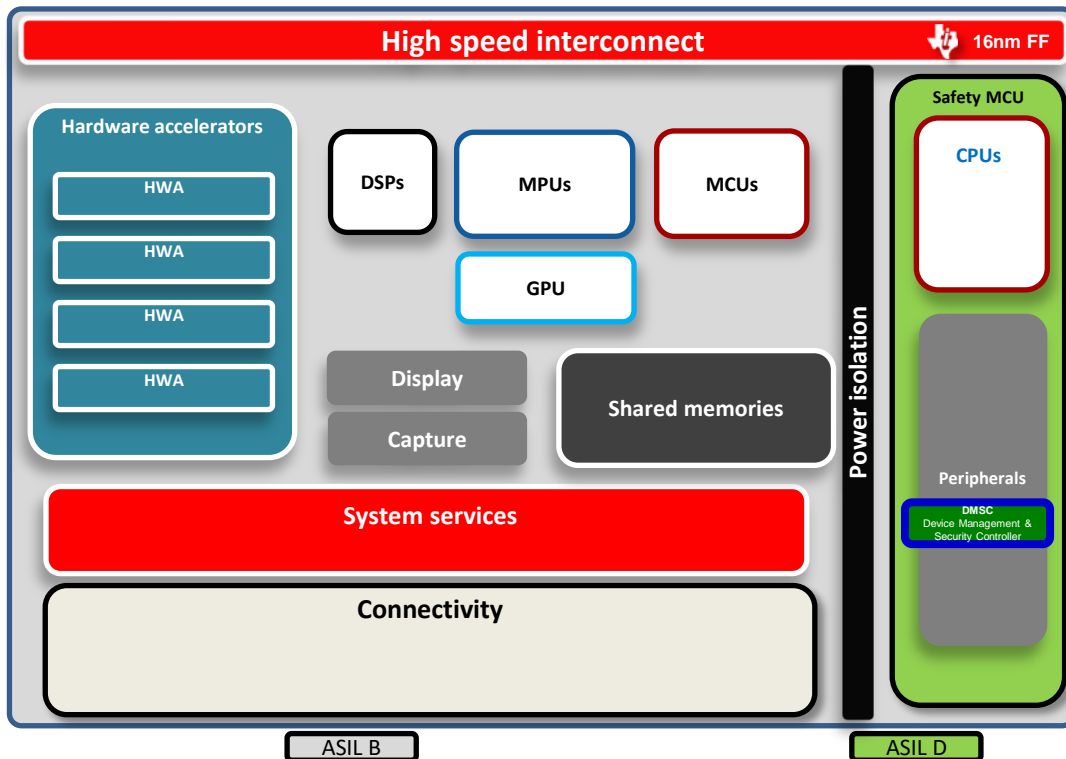 High speed interconnect
16nm FF
Hardware accelerators
HWA
HWA
HWA
HWA
DSPs
MPUs
MCUs
GPU
Display
Capture
Shared memories
System services
Connectivity
Power isolation
Safety MCU
CPUs
Peripherals
DMSC
Device Management &
Security Controller
ASIL B
ASIL D